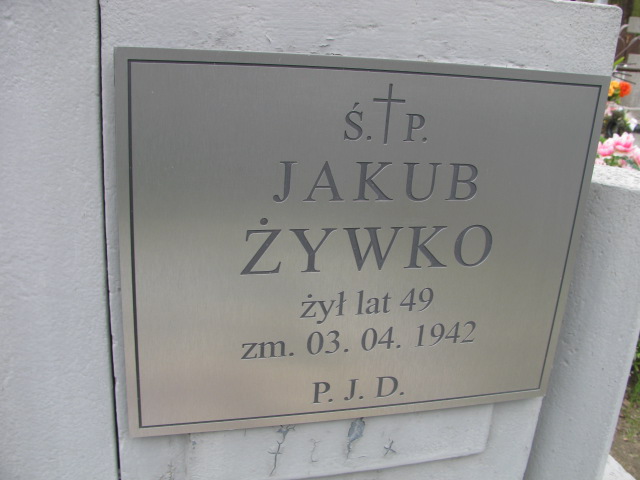 Ś. P.
JAKUB
ŻYWKO
żył lat 49
zm. 03. 04. 1942
P. J. D.